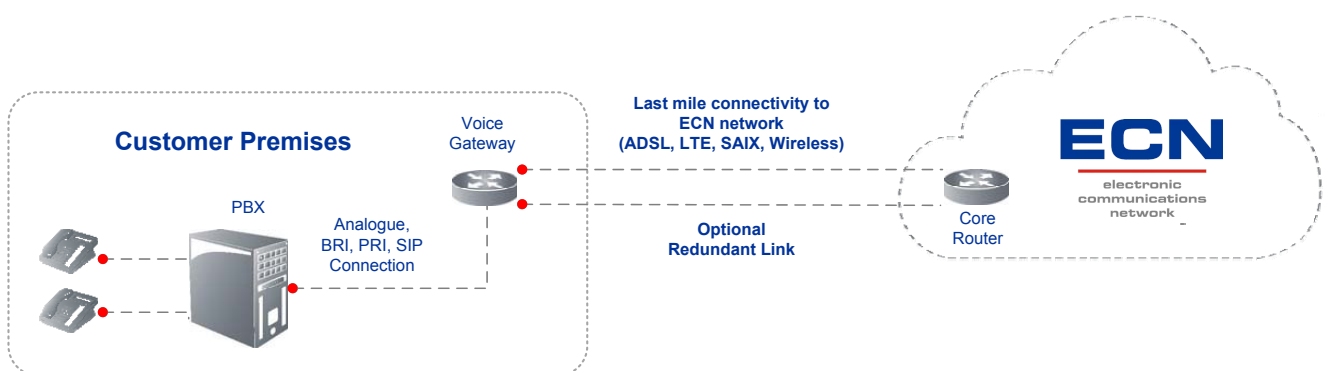 Customer Premises
Voice
Gateway
PBX
Analogue,
BRI, PRI, SIP
Connection
Last mile connectivity to
ECN network
(ADSL, LTE, SAIX, Wireless)
Optional
Redundant Link
Core
Router
ECN
electronic
communications
network